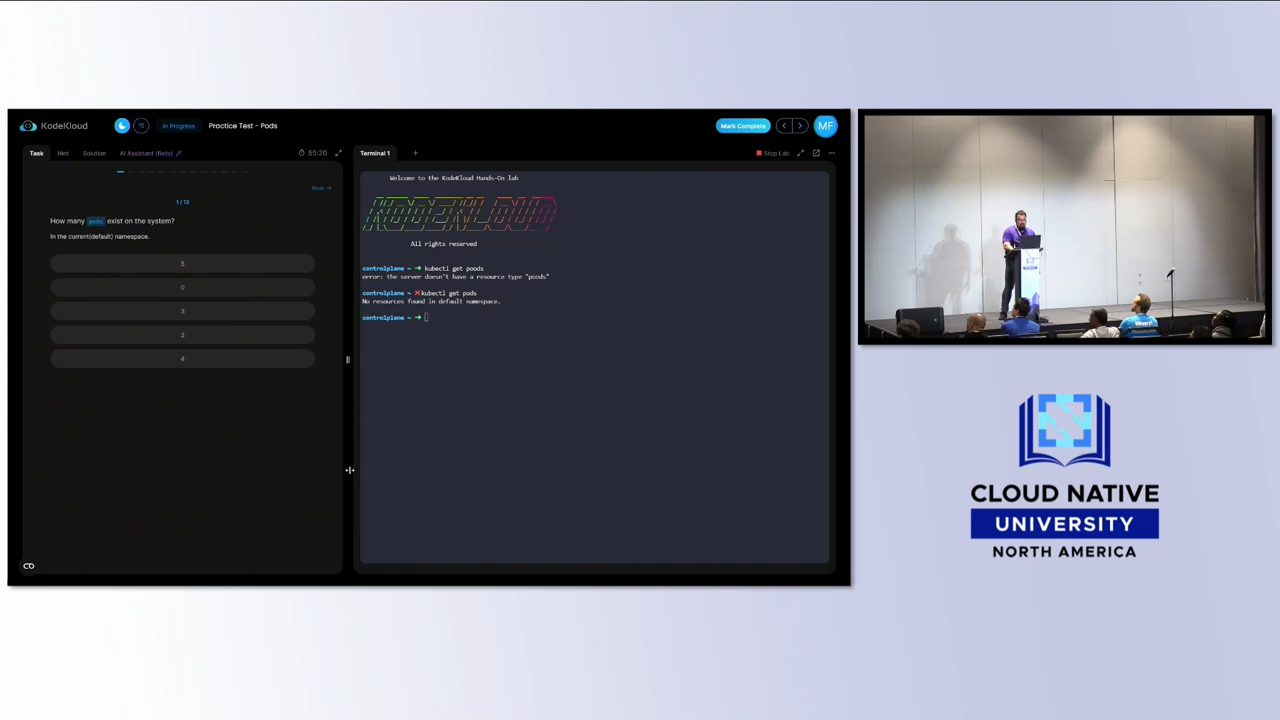 KodeKloud
In Progress
Practice Test - Pods
Mark Complete
MF
Task
Hint
Solution
AI Assistant (Beta)
55:20
Terminal 1
+
Stop Lab
Next →
1 / 13
How many pods exist on the system?
In the current(default) namespace.
5
0
3
2
4
Welcome to the KodeKloud Hands-On lab
KODEKLOUD
All rights reserved
controlplane ~ ➜ kubectl get poods
error: the server doesn't have a resource type "poods"
controlplane ~ ✖kubectl get pods
No resources found in default namespace.
controlplane ~ ➜
CLOUD NATIVE
UNIVERSITY
NORTH AMERICA